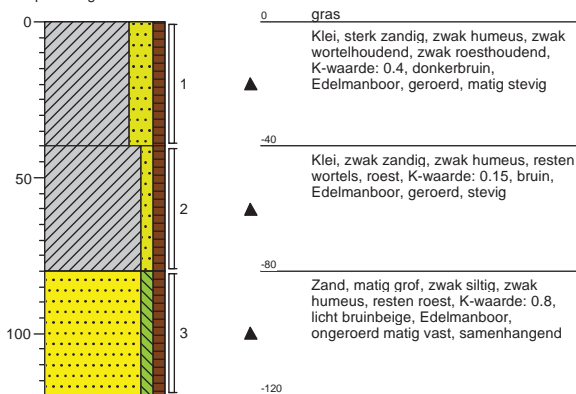 0
gras
0
Klei, sterk zandig, zwak humeus, zwak
wortelhoudend, zwak roesthoudend,
K-waarde: 0.4, donkerbruin,
Edelmanboor, geroerd, matig stevig
1
-40
Klei, zwak zandig, zwak humeus, resten
wortels, roest, K-waarde: 0.15, bruin,
Edelmanboor, geroerd, stevig
50
2
-80
Zand, matig grof, zwak siltig, zwak
humeus, resten roest, K-waarde: 0.8,
licht bruinbeige, Edelmanboor,
ongeroerd matig vast, samenhangend
100
3
-120